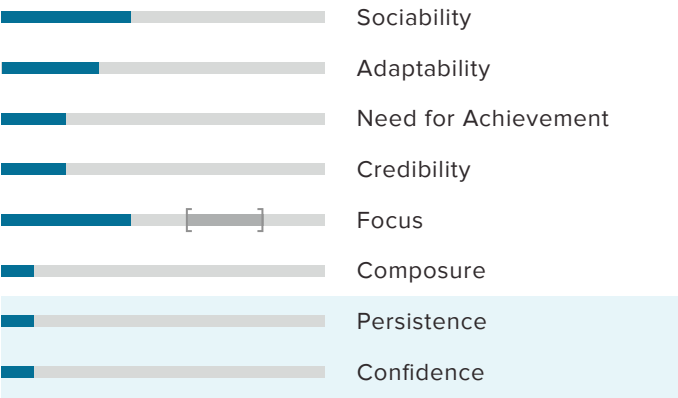 Sociability
Adaptability
Need for Achievement
Credibility
Focus
Composure
Persistence
Confidence